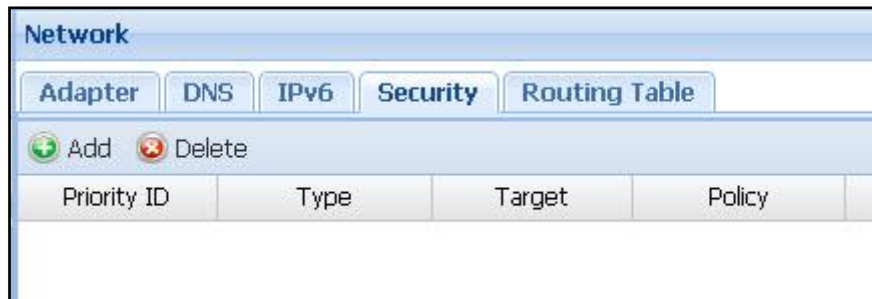 Network
Adapter DNS IPv6 Security Routing Table
Add Delete
Priority ID Type Target Policy